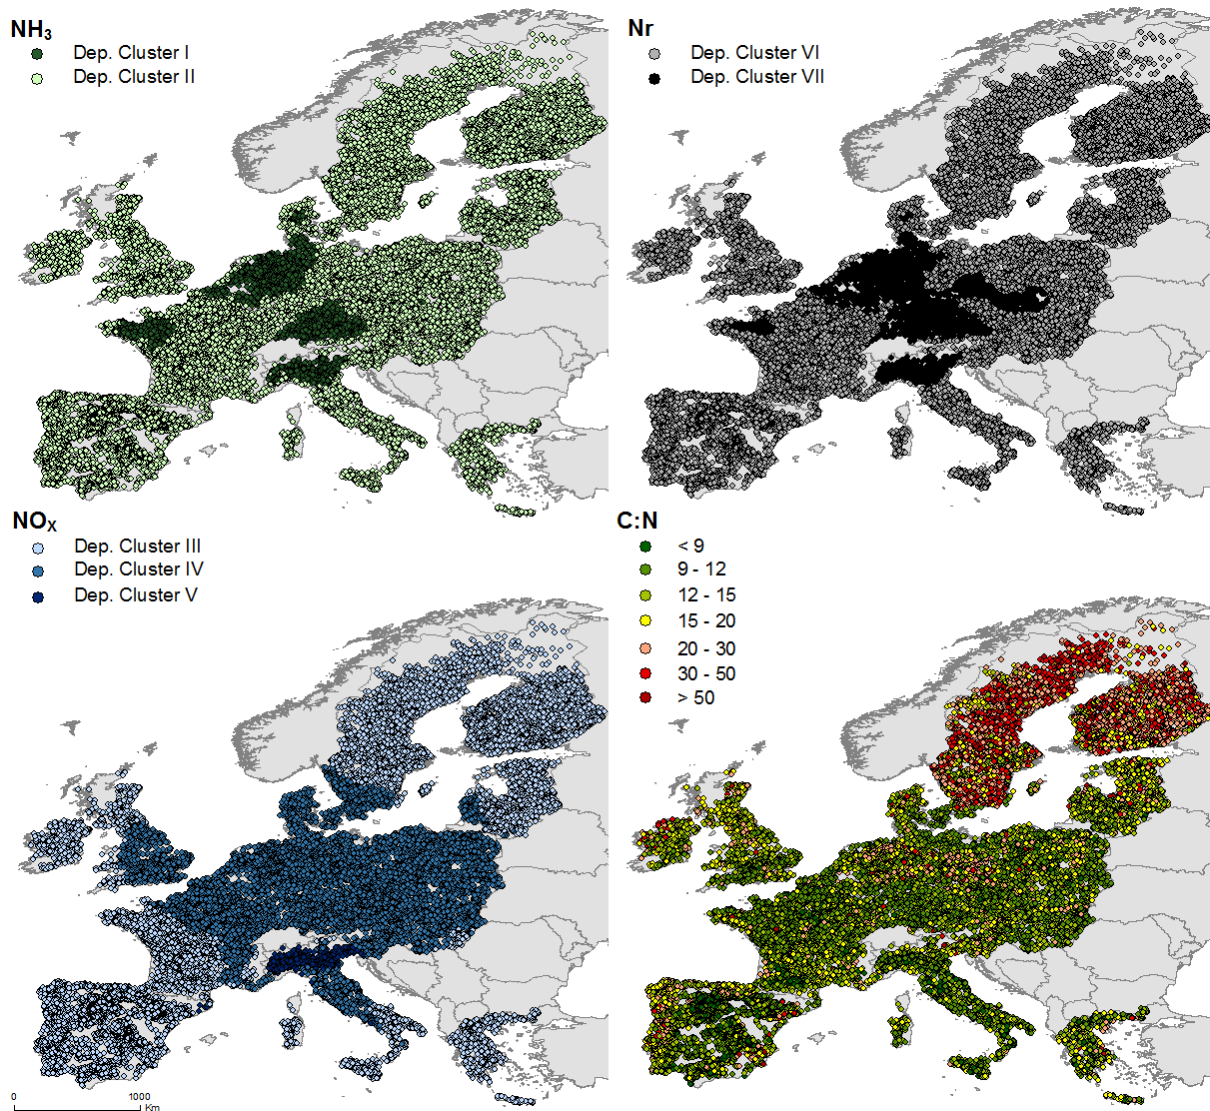 NH3
Dep. Cluster I
Dep. Cluster II
Nr
Dep. Cluster VI
Dep. Cluster VII
NOX
Dep. Cluster III
Dep. Cluster IV
Dep. Cluster V
C:N
< 9
9 - 12
12 - 15
15 - 20
20 - 30
30 - 50
> 50
0 1000
Km